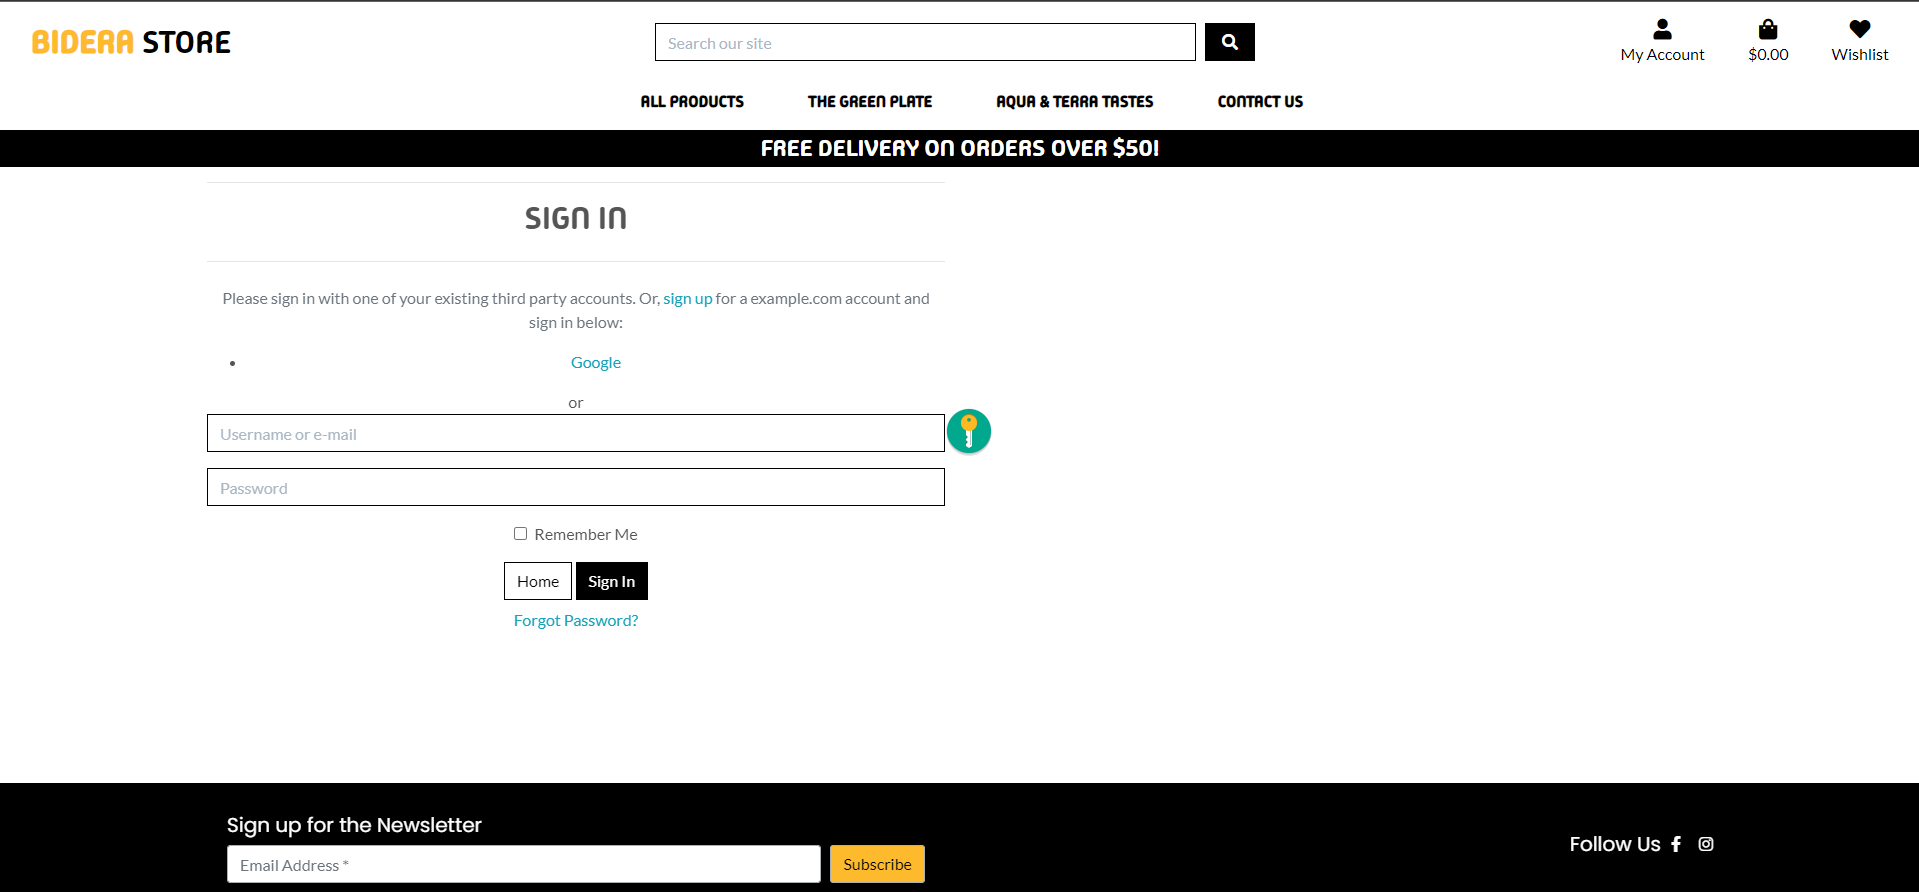 BIDERA STORE
Search our site
My Account
$0.00
Wishlist
ALL PRODUCTS
THE GREEN PLATE
AQUA & TERRA TASTES
CONTACT US
FREE DELIVERY ON ORDERS OVER $50!
SIGN IN
Please sign in with one of your existing third party accounts. Or, sign up for a example.com account and
sign in below:
Google
or
Username or e-mail
Password
Remember Me
Home
Sign In
Forgot Password?
Sign up for the Newsletter
Email Address *
Subscribe
Follow Us